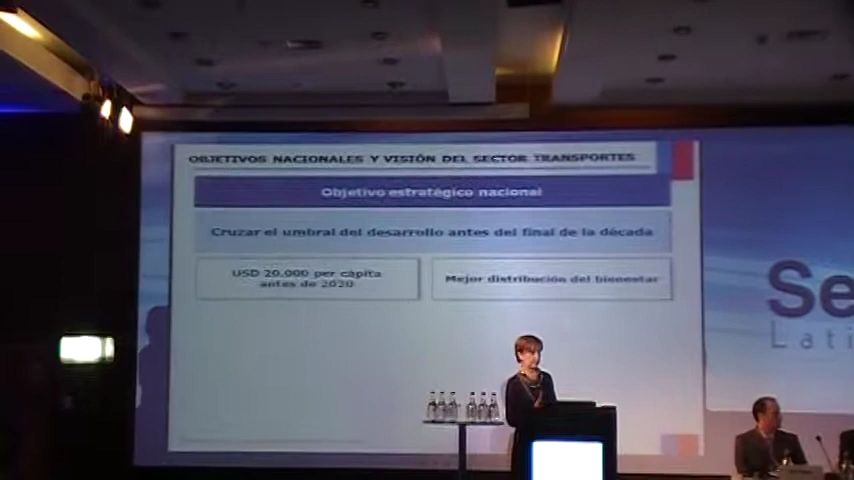 OBJETIVOS NACIONALES Y VISIÓN DEL SECTOR TRANSPORTES
Objetivo estratégico nacional
Cruzar el umbral del desarrollo antes del final de la década
USD 20.000 per cápita
antes de 2020
Mejor distribución del bienestar
Se
Lati